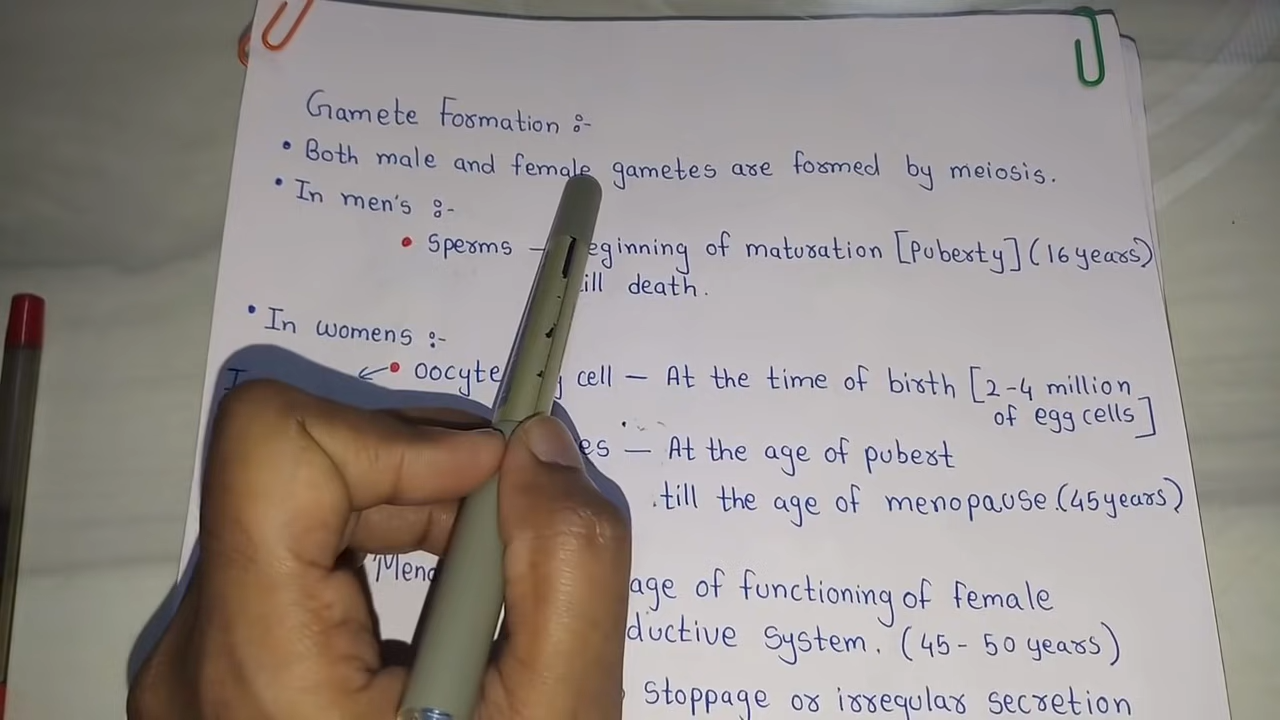 Gamete Formation :-
• Both male and female gametes are formed by meiosis.
• In men's :-
• Sperms — eginning of maturation [Puberty] (16 years)
ill death.
• In womens :-
• Oocyte cell — At the time of birth [2-4 million
of egg cells]
es — At the age of pubert
till the age of menopause. (45 years)
Meno age of functioning of female
ductive system. (45 - 50 years)
Stoppage or irregular secretion